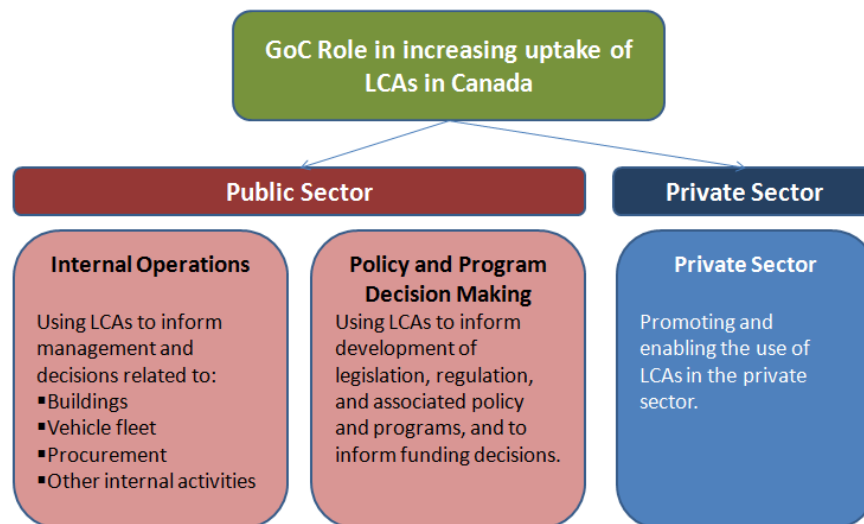 GoC Role in increasing uptake of
LCAs in Canada
Public Sector
Private Sector
Internal Operations
Using LCAs to inform
management and
decisions related to:
▪Buildings
▪Vehicle fleet
▪Procurement
▪Other internal activities
Policy and Program
Decision Making
Using LCAs to inform
development of
legislation, regulation,
and associated policy
and programs, and to
inform funding decisions.
Private Sector
Promoting and
enabling the use of
LCAs in the private
sector.